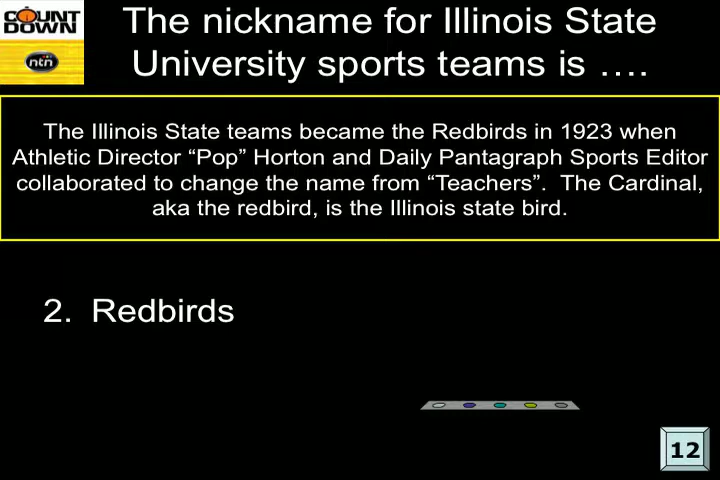 COUNT
DOWN
ntn
The nickname for Illinois State
University sports teams is ….
The Illinois State teams became the Redbirds in 1923 when
Athletic Director “Pop” Horton and Daily Pantagraph Sports Editor
collaborated to change the name from “Teachers”.  The Cardinal,
aka the redbird, is the Illinois state bird.
2.  Redbirds
12